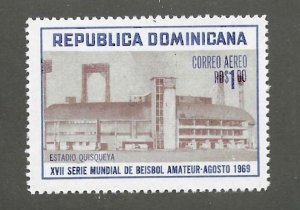 REPUBLICA DOMINICANA
CORREO AEREO
RD$1.00
ESTADIO QUISQUEYA
XVII SERIE MUNDIAL DE BEISBOL AMATEUR-AGOSTO 1969